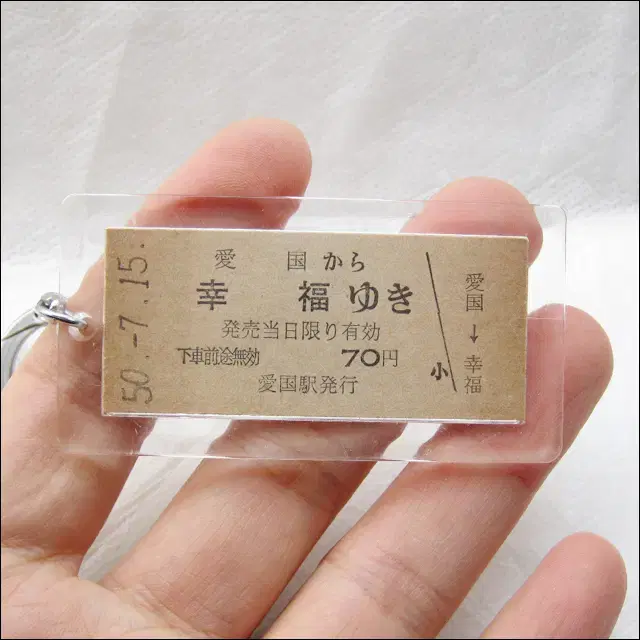 50.-7.15.
愛国から
幸福ゆき
発売当日限り有効
下車前途無効 70円
愛国駅発行
小
愛国→幸福